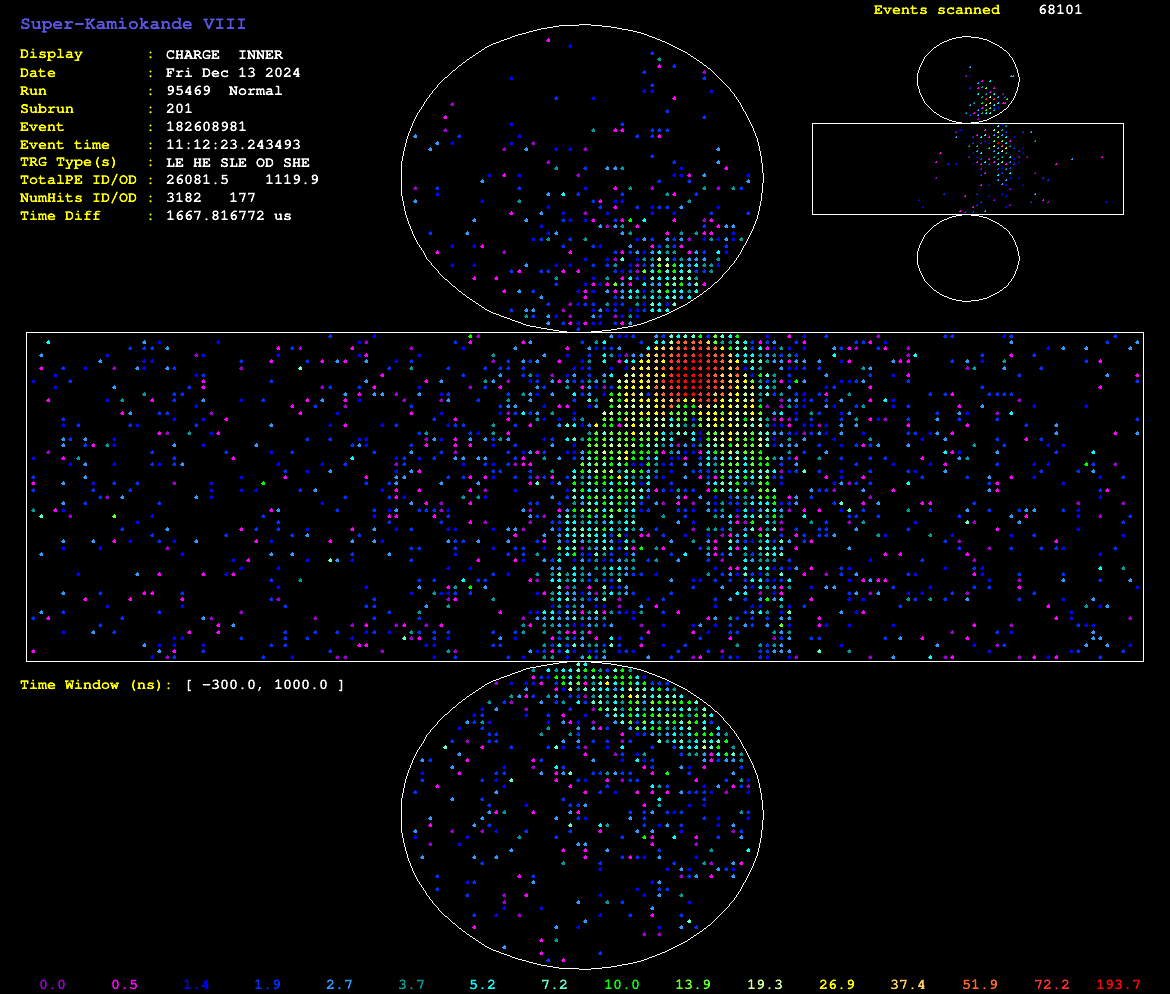 Events scanned 68101
Super-Kamiokande VIII
Display : CHARGE INNER
Date : Fri Dec 13 2024
Run : 95469 Normal
Subrun : 201
Event : 182608981
Event time : 11:12:23.243493
TRG Type(s) : LE HE SLE OD SHE
TotalPE ID/OD : 26081.5 1119.9
NumHits ID/OD : 3182 177
Time Diff : 1667.816772 us
Time Window (ns): [ −300.0, 1000.0 ]
0.0 0.5 1.4 1.9 2.7 3.7 5.2 7.2 10.0 13.9 19.3 26.9 37.4 51.9 72.2 193.7